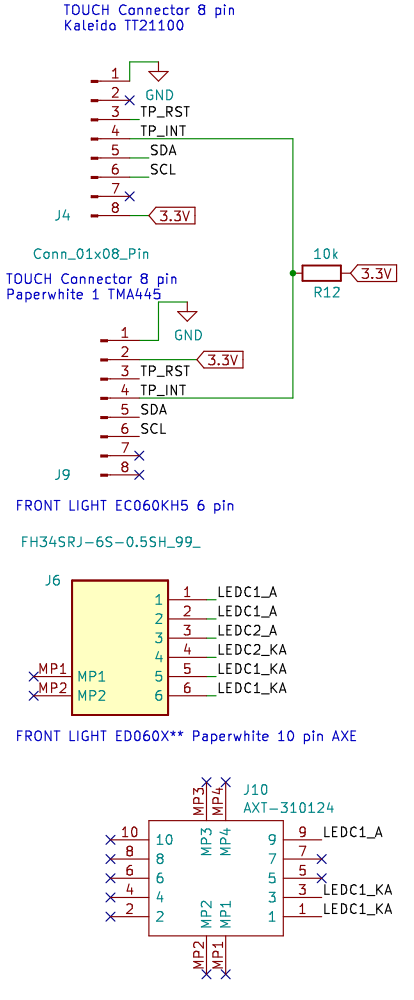 TOUCH Connector 8 pin
Kaleido TT21100
1
GND
2
3 TP_RST
4 TP_INT
5 SDA
6 SCL
7
8 3.3V
J4
Conn_01x08_Pin
10k
3.3V
R12
TOUCH Connector 8 pin
Paperwhite 1 TMA445
1
GND
2 3.3V
3 TP_RST
4 TP_INT
5 SDA
6 SCL
7
8
J9
FRONT LIGHT EC060KH5 6 pin
FH34SRJ-6S-0.5SH_99_
J6
1 1 LEDC1_A
2 2 LEDC1_A
3 3 LEDC2_A
4 4 LEDC2_KA
MP1 MP1 5 5 LEDC1_KA
MP2 MP2 6 6 LEDC1_KA
FRONT LIGHT ED060X** Paperwhite 10 pin AXE
J10
AXT-310124
MP3 MP4
MP3 MP4
10 10 9 9 LEDC1_A
8 8 7 7
6 6 5 5
4 4 3 3 LEDC1_KA
2 2 1 1 LEDC1_KA
MP2 MP1
MP2 MP1